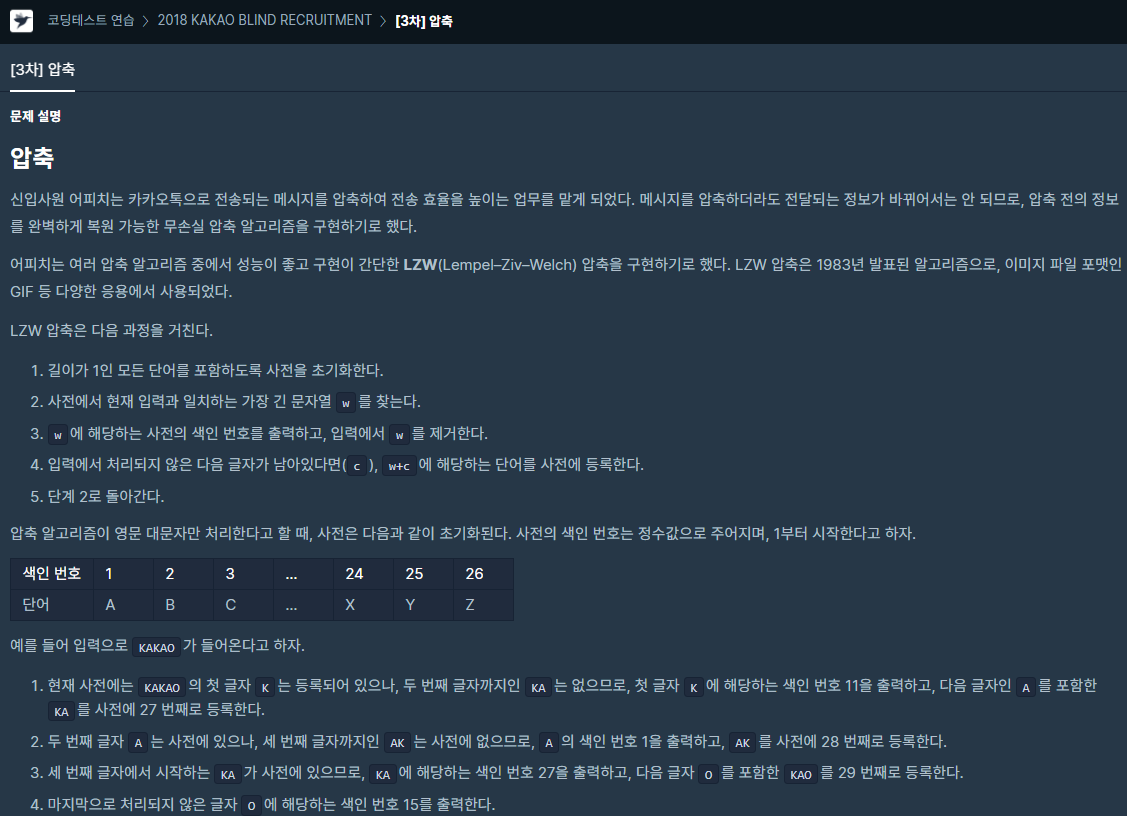 코딩테스트 연습 > 2018 KAKAO BLIND RECRUITMENT > [3차] 압축
[3차] 압축
문제 설명
압축
신입사원 어피치는 카카오톡으로 전송되는 메시지를 압축하여 전송 효율을 높이는 업무를 맡게 되었다. 메시지를 압축하더라도 전달되는 정보가 바뀌어서는 안 되므로, 압축 전의 정보
를 완벽하게 복원 가능한 무손실 압축 알고리즘을 구현하기로 했다.
어피치는 여러 압축 알고리즘 중에서 성능이 좋고 구현이 간단한 LZW(Lempel–Ziv–Welch) 압축을 구현하기로 했다. LZW 압축은 1983년 발표된 알고리즘으로, 이미지 파일 포맷인
GIF 등 다양한 응용에서 사용되었다.
LZW 압축은 다음 과정을 거친다.
1. 길이가 1인 모든 단어를 포함하도록 사전을 초기화한다.
2. 사전에서 현재 입력과 일치하는 가장 긴 문자열 w 를 찾는다.
3. w 에 해당하는 사전의 색인 번호를 출력하고, 입력에서 w 를 제거한다.
4. 입력에서 처리되지 않은 다음 글자가 남아있다면( c ), w+c 에 해당하는 단어를 사전에 등록한다.
5. 단계 2로 돌아간다.
압축 알고리즘이 영문 대문자만 처리한다고 할 때, 사전은 다음과 같이 초기화된다. 사전의 색인 번호는 정수값으로 주어지며, 1부터 시작한다고 하자.
색인 번호 1 2 3 ... 24 25 26
단어 A B C ... X Y Z
예를 들어 입력으로 KAKAO 가 들어온다고 하자.
1. 현재 사전에는 KAKAO 의 첫 글자 K 는 등록되어 있으나, 두 번째 글자까지인 KA 는 없으므로, 첫 글자 K 에 해당하는 색인 번호 11을 출력하고, 다음 글자인 A 를 포함한
KA 를 사전에 27 번째로 등록한다.
2. 두 번째 글자 A 는 사전에 있으나, 세 번째 글자까지인 AK 는 사전에 없으므로, A 의 색인 번호 1을 출력하고, AK 를 사전에 28 번째로 등록한다.
3. 세 번째 글자에서 시작하는 KA 가 사전에 있으므로, KA 에 해당하는 색인 번호 27을 출력하고, 다음 글자 O 를 포함한 KAO 를 29 번째로 등록한다.
4. 마지막으로 처리되지 않은 글자 O 에 해당하는 색인 번호 15를 출력한다.